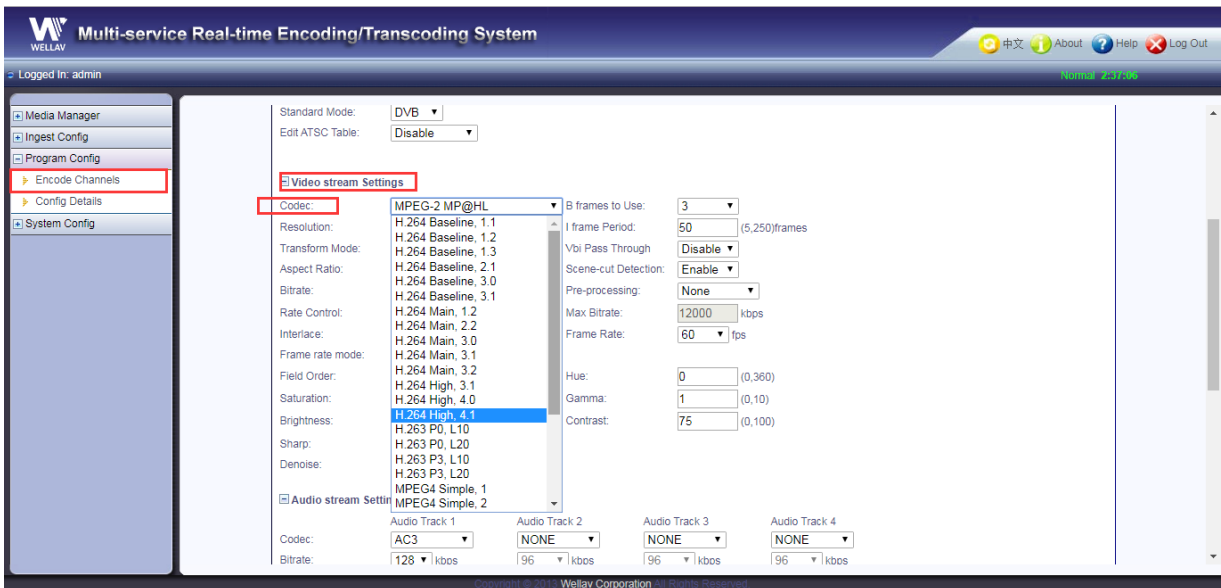 WELLAV
Multi-service Real-time Encoding/Transcoding System
中文 About Help Log Out
Logged In: admin
Normal 2:37:06
Media Manager
Ingest Config
Program Config
Encode Channels
Config Details
System Config
Standard Mode: DVB
Edit ATSC Table: Disable
Video stream Settings
Codec: MPEG-2 MP@HL B frames to Use: 3
Resolution: I frame Period: 50 (5,250)frames
Transform Mode: Vbi Pass Through Disable
Aspect Ratio: Scene-cut Detection: Enable
Bitrate: Pre-processing: None
Rate Control: Max Bitrate: 12000 kbps
Interlace: Frame Rate: 60 fps
Frame rate mode:
Field Order: Hue: 0 (0,360)
Saturation: Gamma: 1 (0,10)
Brightness: Contrast: 75 (0,100)
Sharp:
Denoise:
H.264 Baseline, 1.1
H.264 Baseline, 1.2
H.264 Baseline, 1.3
H.264 Baseline, 2.1
H.264 Baseline, 3.0
H.264 Baseline, 3.1
H.264 Main, 1.2
H.264 Main, 2.2
H.264 Main, 3.0
H.264 Main, 3.1
H.264 Main, 3.2
H.264 High, 3.1
H.264 High, 4.0
H.264 High, 4.1
H.263 P0, L10
H.263 P0, L20
H.263 P3, L10
H.263 P3, L20
MPEG4 Simple, 1
MPEG4 Simple, 2
Audio stream Settin
Audio Track 1 Audio Track 2 Audio Track 3 Audio Track 4
Codec: AC3 NONE NONE NONE
Bitrate: 128 kbps 96 kbps 96 kbps 96 kbps
Copyright © 2013 Wellav Corporation All Rights Reserved